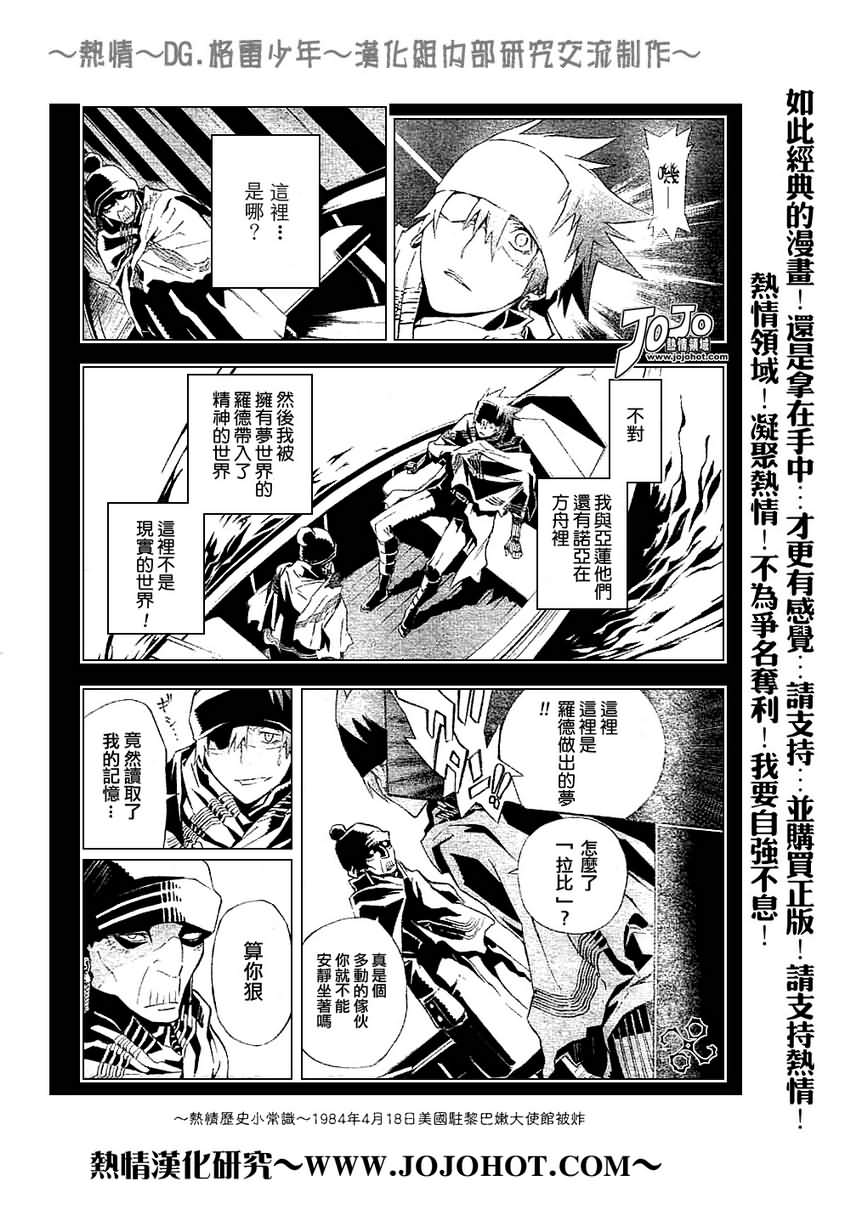 ～熱情～DG.格雷少年～漢化組内部研究交流制作～
如此經典的漫畫！還是拿在手中…才更有感覺…請支持…並購買正版！請支持熱情！
熱情領域！凝聚熱情！不為爭名奪利！我要自強不息！
嘰—
這裡…
是哪？
JOJO
熱情領域
www.jojohot.com
不對
我與亞蓮他們
還有諾亞在
方舟裡
然後我被
擁有夢世界的
羅德帶入了
精神的世界
這裡不是
現實的世界！
這裡
這裡是
羅德做出的夢
!!
怎麼了
「拉比」？
真是個
多動的傢伙
你就不能
安靜坐著嗎
竟然讀取了
我的記憶…
算你狠
～熱情歷史小常識～1984年4月18日美國駐黎巴嫩大使館被炸
熱情漢化研究～WWW.JOJOHOT.COM～